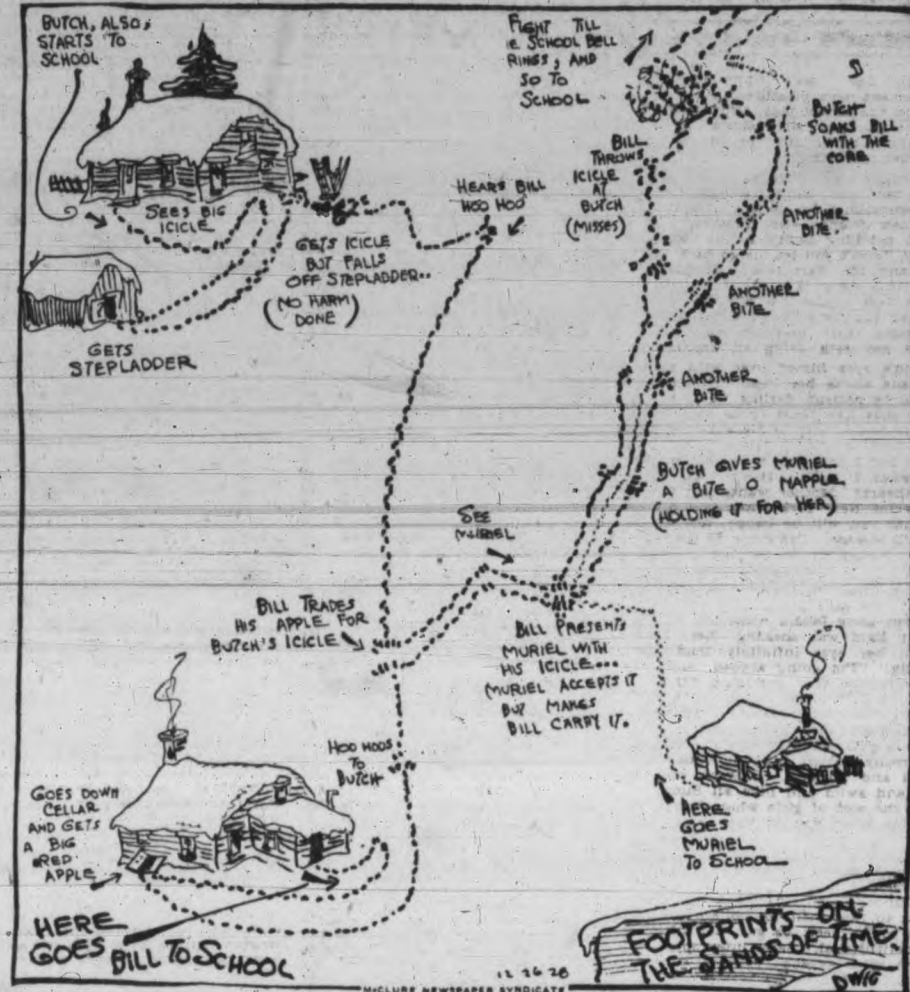 BUTCH, ALSO,
STARTS TO
SCHOOL
SEES BIG
ICICLE
GETS
STEPLADDER
GETS ICICLE
BUT FALLS
OFF STEPLADDER..
(NO HARM
DONE)
HEARS BILL
HOO HOO
FIGHT TILL
SCHOOL BELL
RINGS, AND
SO TO
SCHOOL
BILL
THROWS
ICICLE
AT
BUTCH
(MISSES)
BUTCH
SOAKS BILL
WITH THE
CORE
ANOTHER
BITE.
ANOTHER
BITE
ANOTHER
BITE
BUTCH GIVES MURIEL
A BITE O NAPPLE
(HOLDING IT FOR HER)
SEE
MURIEL
BILL TRADES
HIS APPLE FOR
BUTCH'S ICICLE
BILL PRESENTS
MURIEL WITH
HIS ICICLE...
MURIEL ACCEPTS IT
BUT MAKES
BILL CARRY IT.
HOO HOOS
TO
BUTCH
GOES DOWN
CELLAR
AND GETS
A BIG
RED
APPLE
HERE
GOES
BILL TO SCHOOL
HERE
GOES
MURIEL
TO SCHOOL
FOOTPRINTS ON
THE SANDS OF TIME.
DWIG
12 26 28
McCLURE NEWSPAPER SYNDICATE